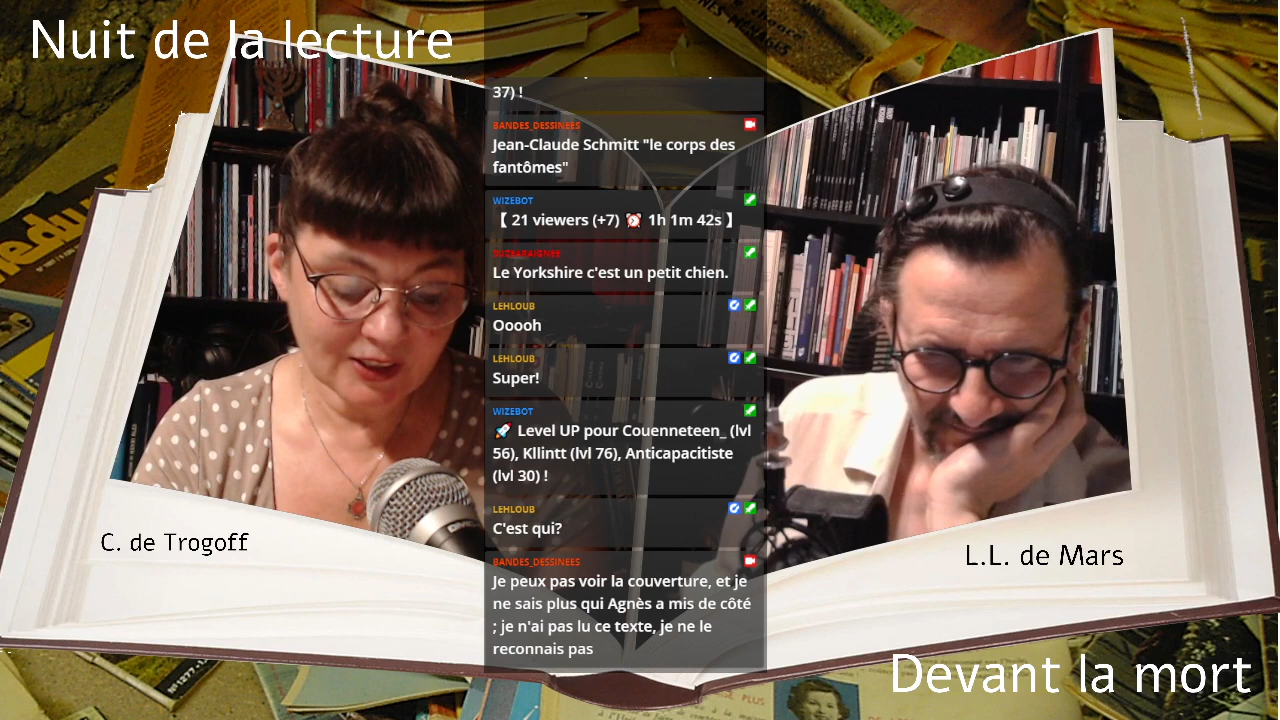 Nuit de la lecture
37) !
BANDES_DESSINEES
Jean-Claude Schmitt "le corps des
fantômes"
WIZEBOT
【 21 viewers (+7) ⏰ 1h 1m 42s 】
Le Yorkshire c'est un petit chien.
LEHLOUB
Ooooh
LEHLOUB
Super!
WIZEBOT
🚀 Level UP pour Couenneteen_ (lvl
56), Kllintt (lvl 76), Anticapacitiste
(lvl 30) !
LEHLOUB
C'est qui?
BANDES_DESSINEES
Je peux pas voir la couverture, et je
ne sais plus qui Agnès a mis de côté
; je n'ai pas lu ce texte, je ne le
reconnais pas
C. de Trogoff
L.L. de Mars
Devant la mort